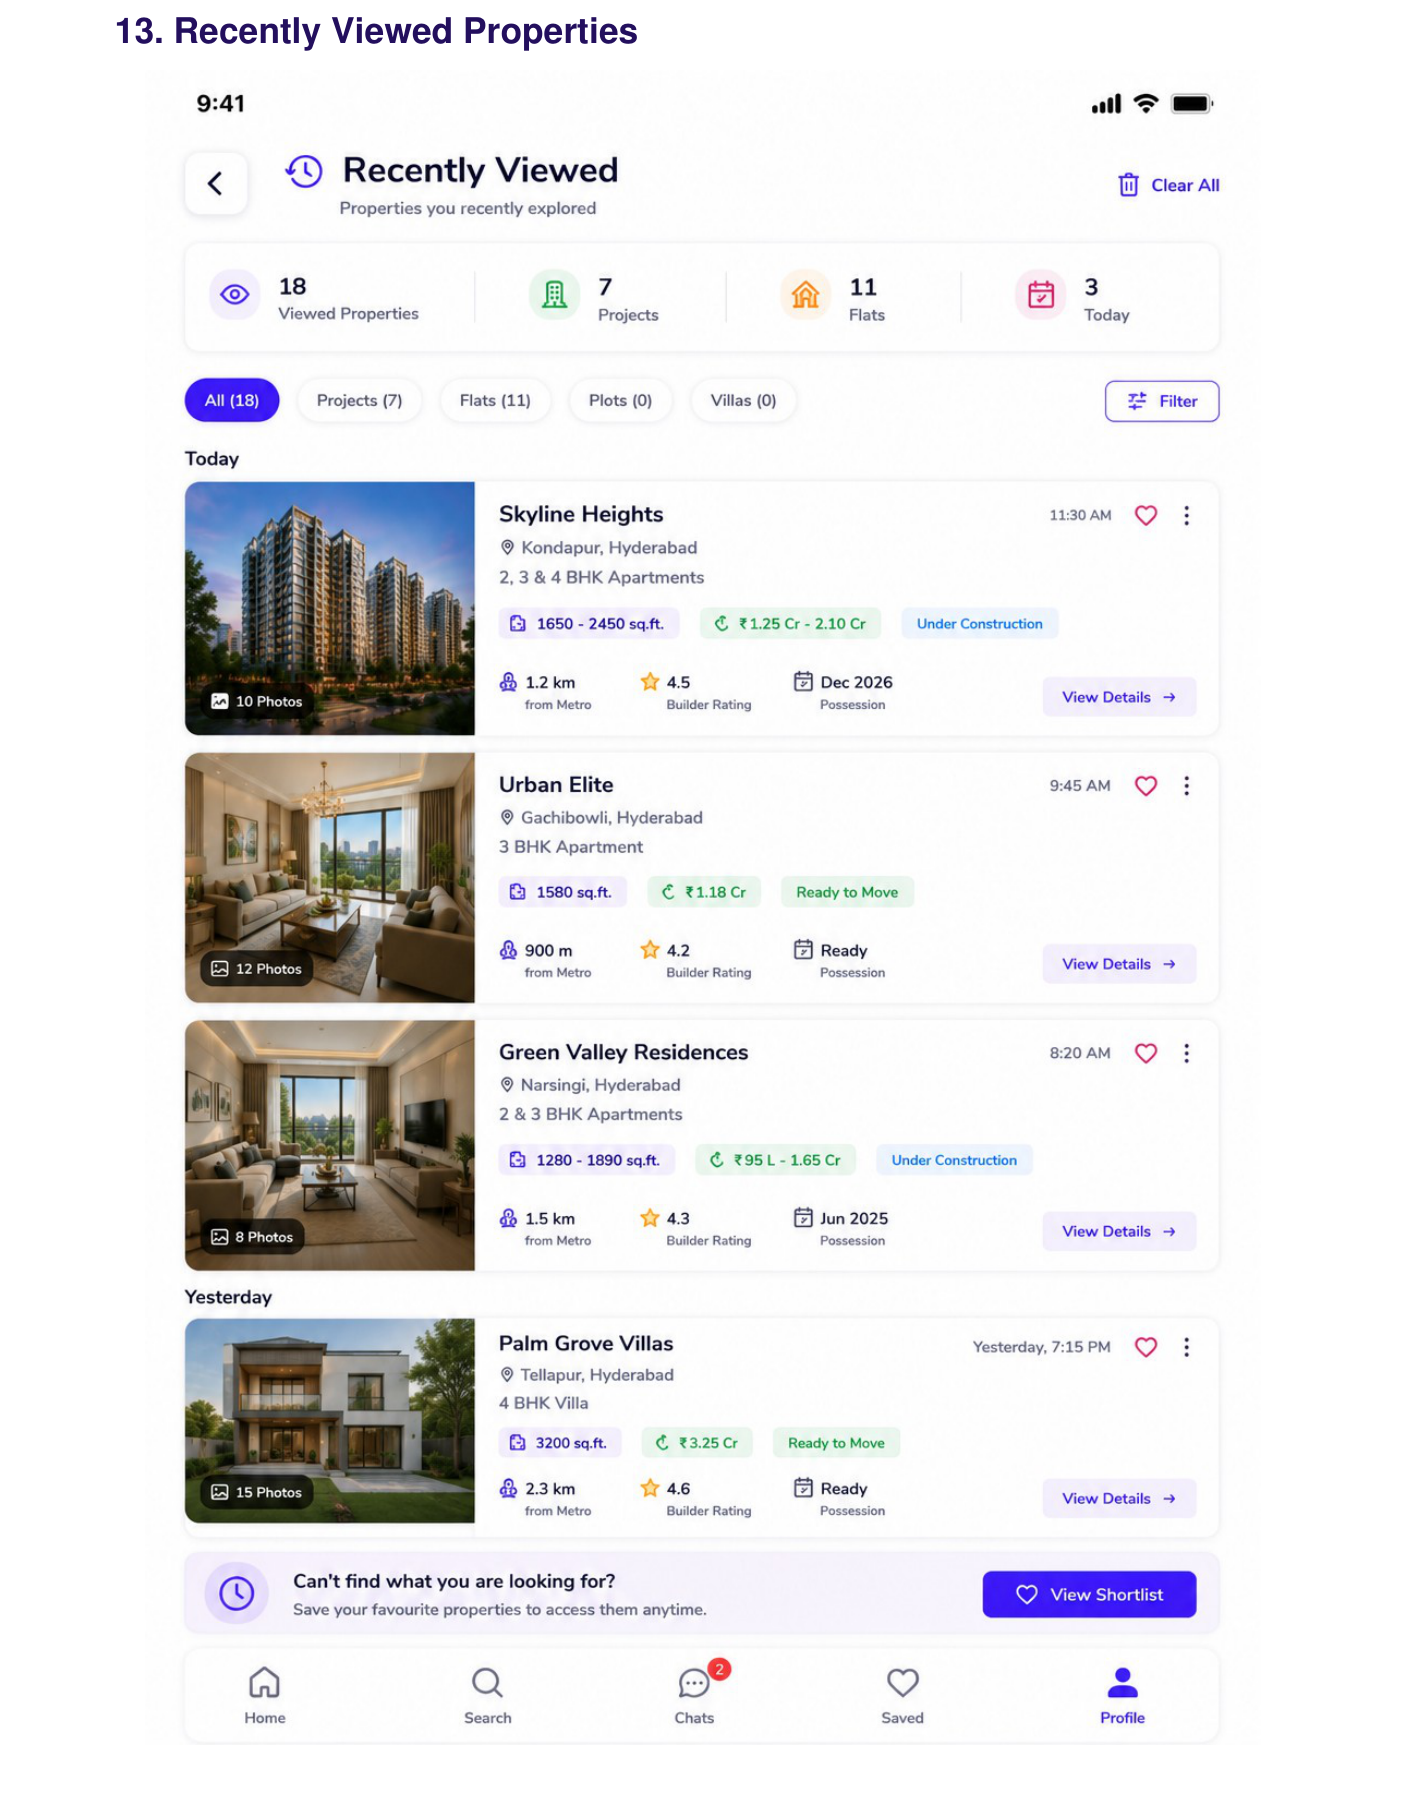 13. Recently Viewed Properties
9:41
Recently Viewed
Properties you recently explored
Clear All
18
Viewed Properties
7
Projects
11
Flats
3
Today
All (18)
Projects (7)
Flats (11)
Plots (0)
Villas (0)
Filter
Today
Skyline Heights
11:30 AM
Kondapur, Hyderabad
2, 3 & 4 BHK Apartments
1650 - 2450 sq.ft.
₹1.25 Cr - 2.10 Cr
Under Construction
10 Photos
1.2 km
from Metro
4.5
Builder Rating
Dec 2026
Possession
View Details
Urban Elite
9:45 AM
Gachibowli, Hyderabad
3 BHK Apartment
1580 sq.ft.
₹1.18 Cr
Ready to Move
12 Photos
900 m
from Metro
4.2
Builder Rating
Ready
Possession
View Details
Green Valley Residences
8:20 AM
Narsingi, Hyderabad
2 & 3 BHK Apartments
1280 - 1890 sq.ft.
₹95 L - 1.65 Cr
Under Construction
8 Photos
1.5 km
from Metro
4.3
Builder Rating
Jun 2025
Possession
View Details
Yesterday
Palm Grove Villas
Yesterday, 7:15 PM
Tellapur, Hyderabad
4 BHK Villa
3200 sq.ft.
₹3.25 Cr
Ready to Move
15 Photos
2.3 km
from Metro
4.6
Builder Rating
Ready
Possession
View Details
Can't find what you are looking for?
Save your favourite properties to access them anytime.
View Shortlist
Home
Search
2
Chats
Saved
Profile